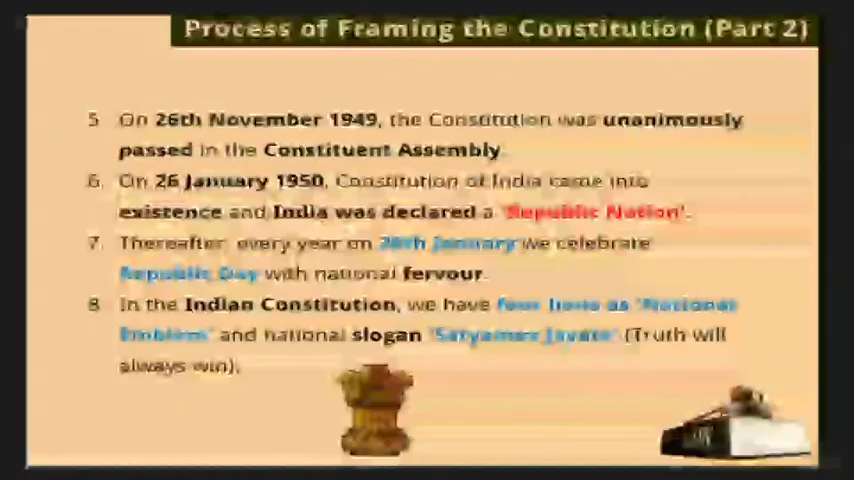 Process of Framing the Constitution (Part 2)
5. On 26th November 1949, the Constitution was unanimously
passed in the Constituent Assembly.
6. On 26 January 1950, Constitution of India came into
existence and India was declared a 'Republic Nation'.
7. Thereafter, every year on 26th January we celebrate
Republic Day with national fervour.
8. In the Indian Constitution, we have four lions as 'National
Emblem' and national slogan 'Satyamev Jayate' (Truth will
always win).